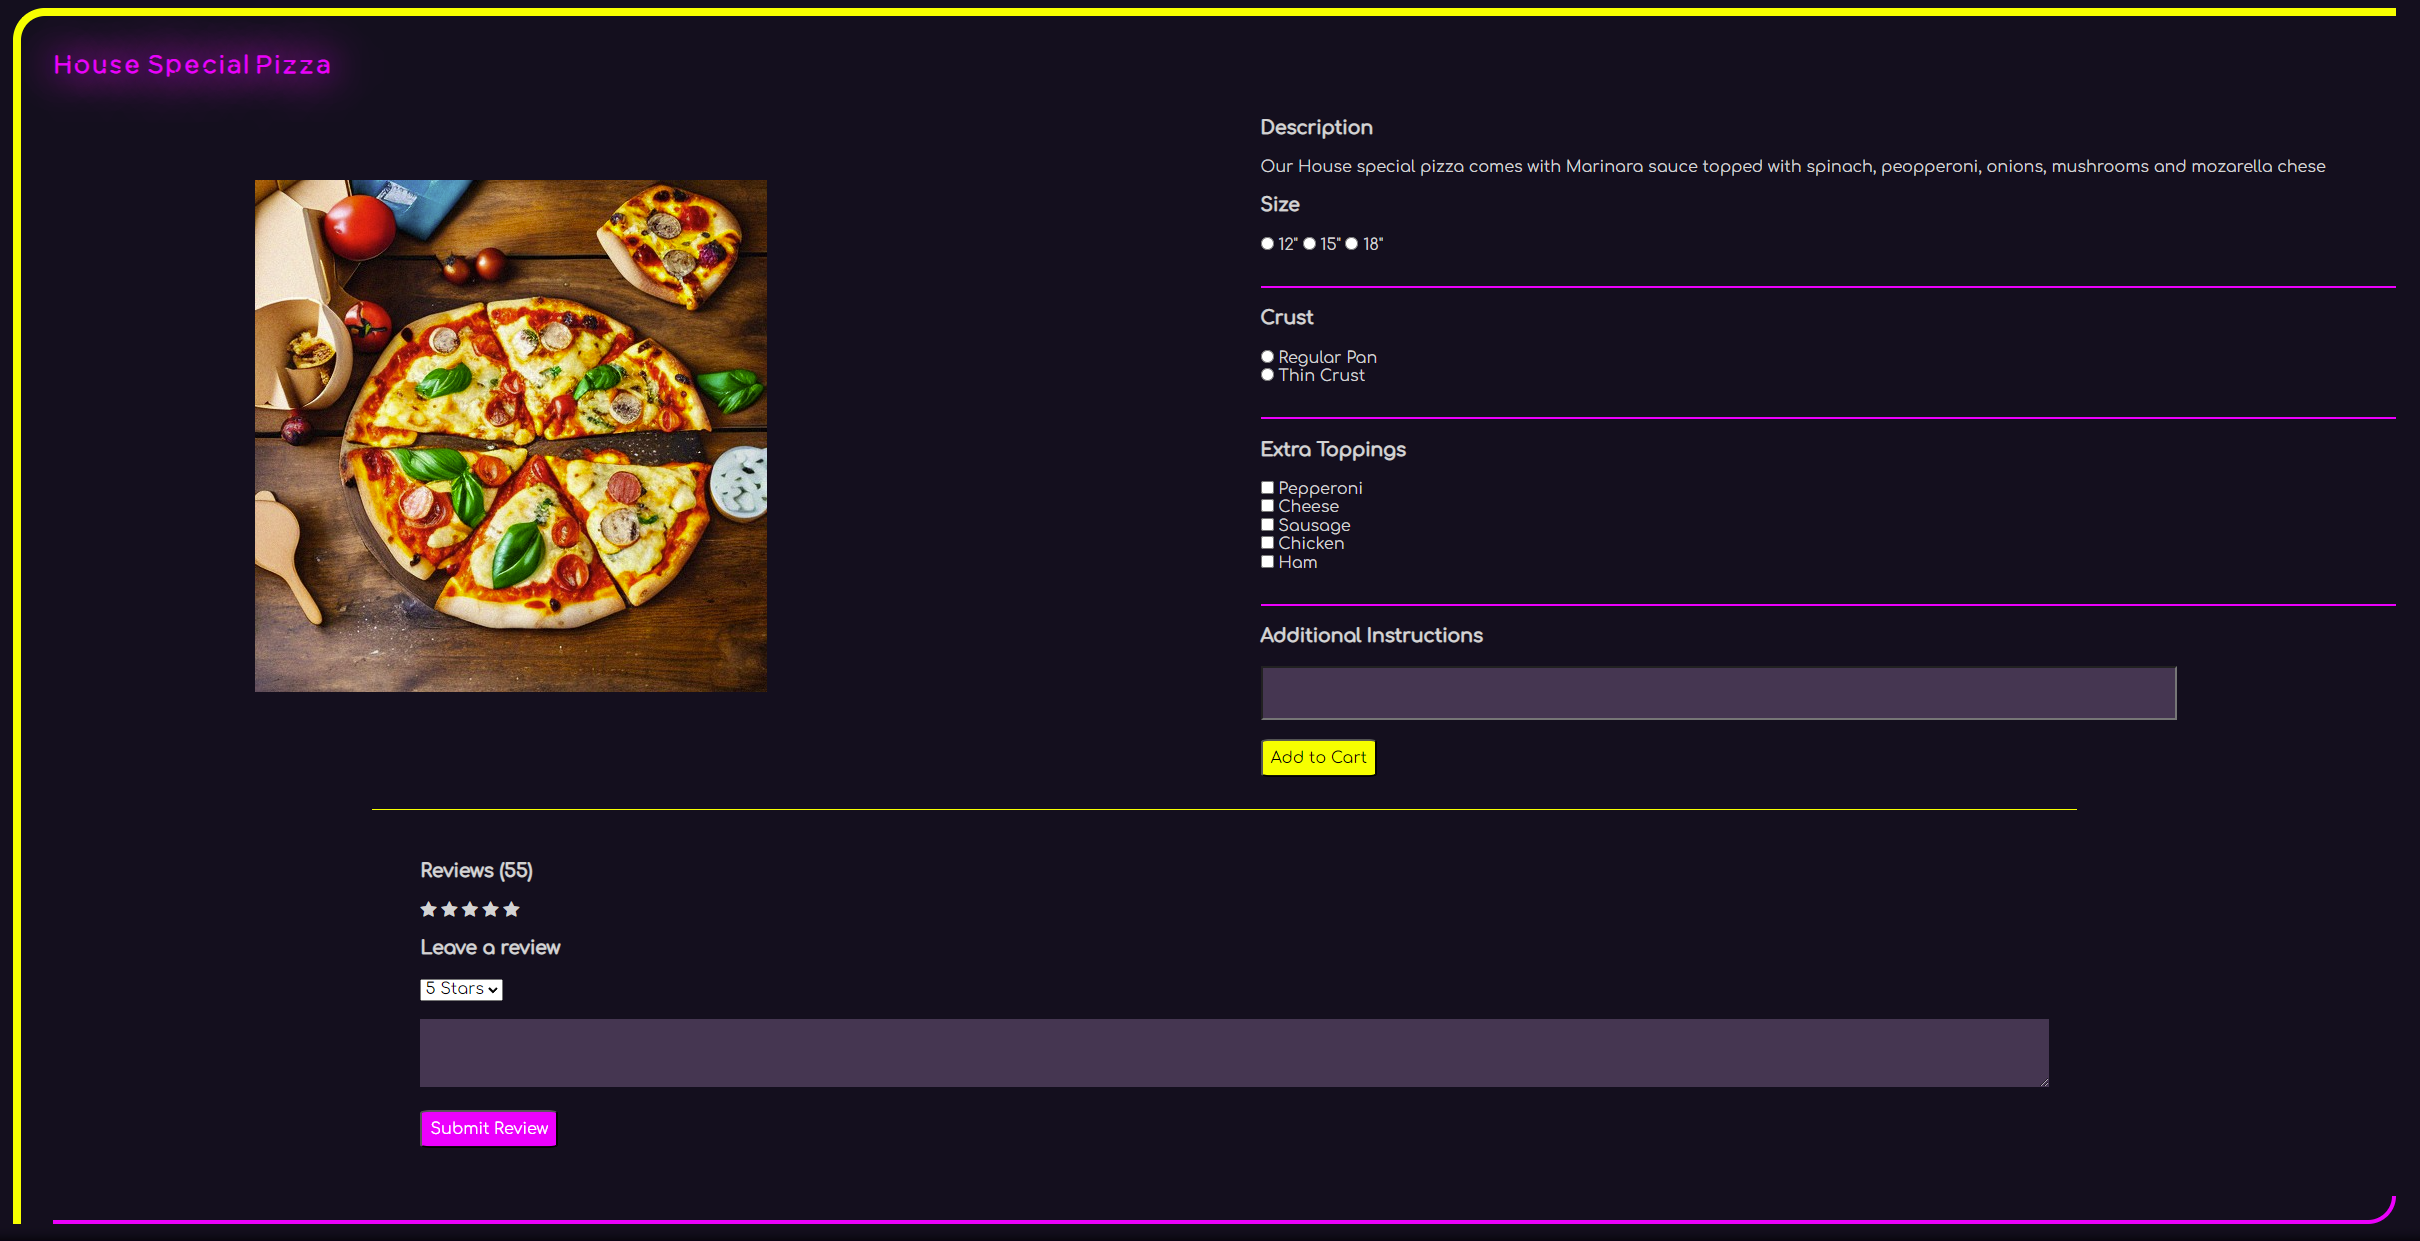 House Special Pizza
Description
Our House special pizza comes with Marinara sauce topped with spinach, peopperoni, onions, mushrooms and mozarella chese
Size
12" 15" 18"
Crust
Regular Pan
Thin Crust
Extra Toppings
Pepperoni
Cheese
Sausage
Chicken
Ham
Additional Instructions
Add to Cart
Reviews (55)
Leave a review
5 Stars
Submit Review